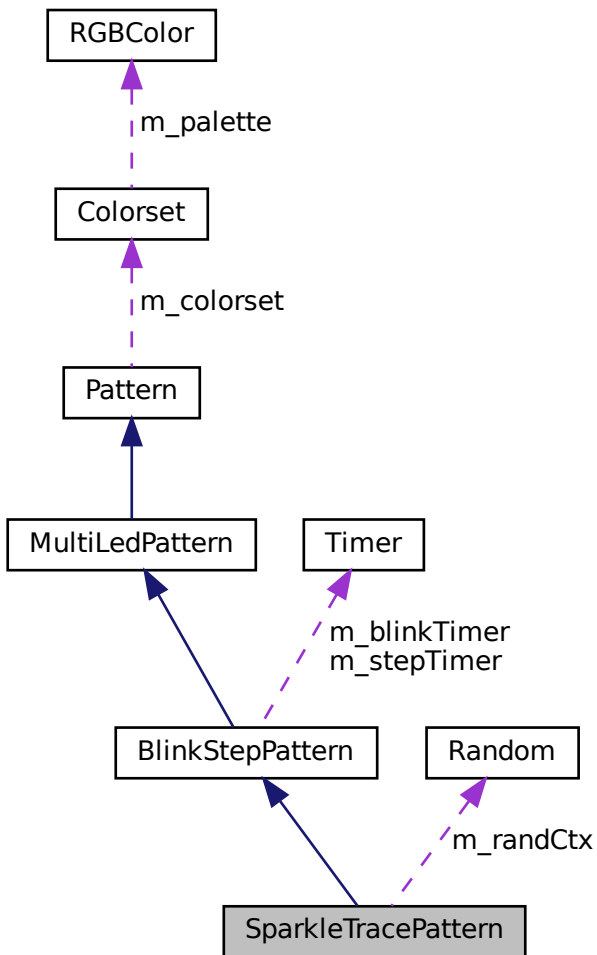 RGBColor
m_palette
Colorset
m_colorset
Pattern
MultiLedPattern
Timer
m_blinkTimer
m_stepTimer
BlinkStepPattern
Random
m_randCtx
SparkleTracePattern